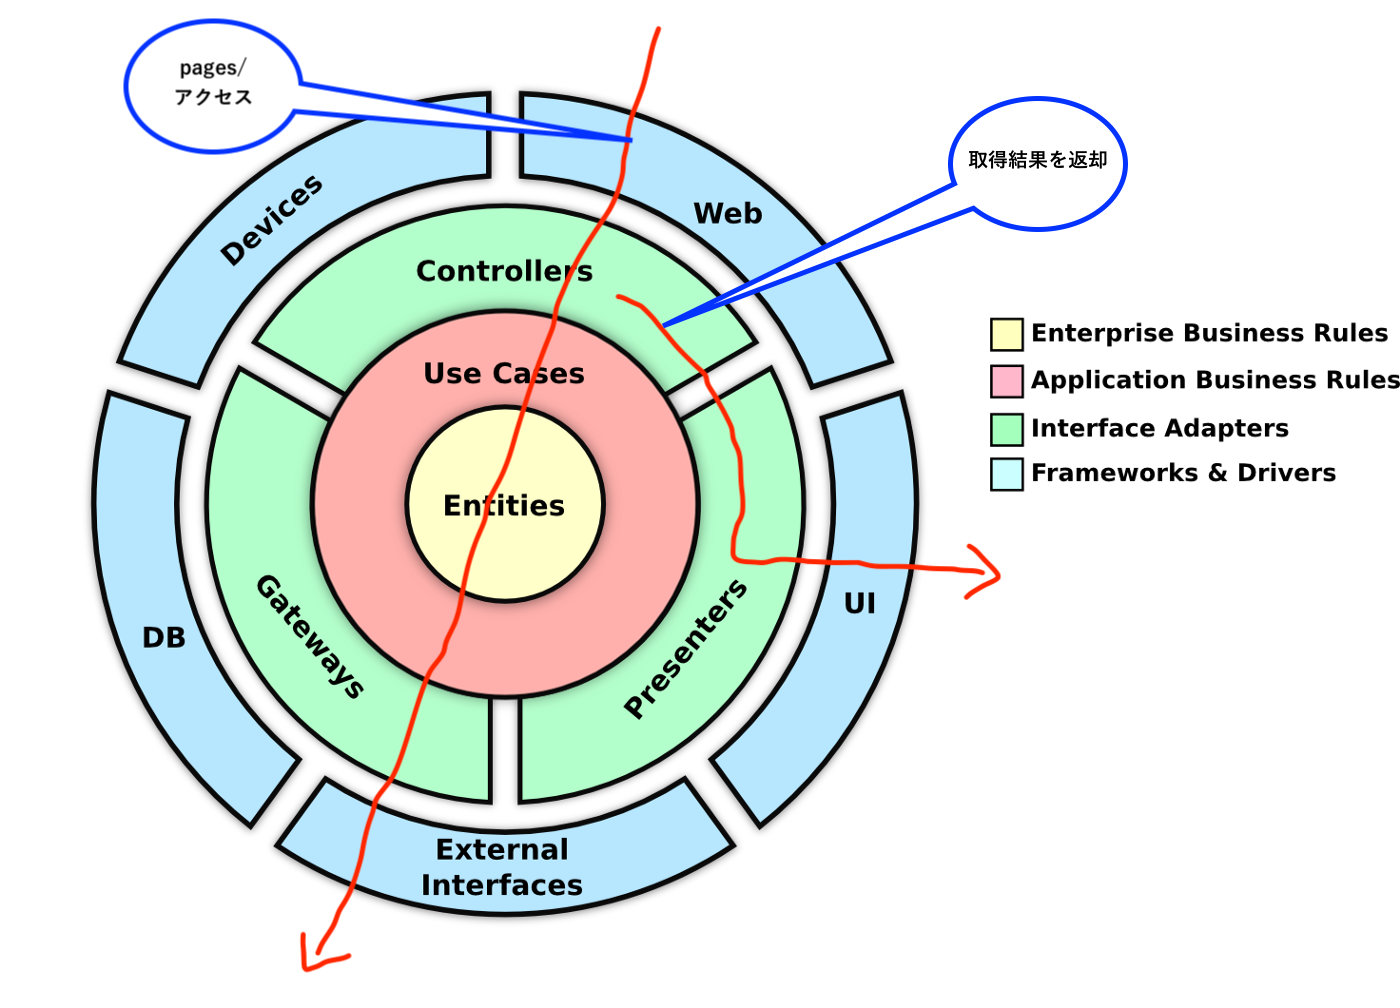 pages/
アクセス
取得結果を返却
Devices
Web
Controllers
Use Cases
Entities
Gateways
Presenters
DB
UI
External
Interfaces
Enterprise Business Rules
Application Business Rules
Interface Adapters
Frameworks & Drivers